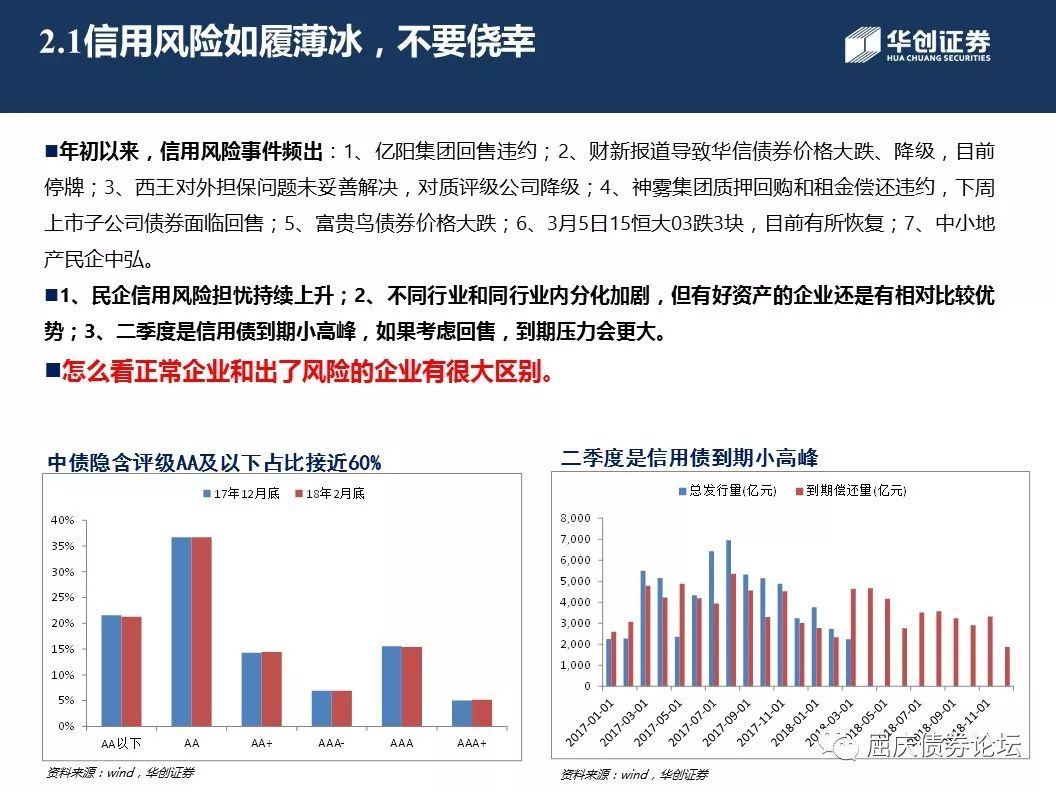 2.1信用风险如履薄冰，不要侥幸
华创证券
HUA CHUANG SECURITIES
■年初以来，信用风险事件频出：1、亿阳集团回售违约；2、财新报道导致华信债券价格大跌、降级，目前
停牌；3、西王对外担保问题未妥善解决，对质评级公司降级；4、神雾集团质押回购和租金偿还违约，下周
上市子公司债券面临回售；5、富贵鸟债券价格大跌；6、3月5日15恒大03跌3块，目前有所恢复；7、中小地
产民企中弘。
■1、民企信用风险担忧持续上升；2、不同行业和同行业内分化加剧，但有好资产的企业还是有相对比较优
势；3、二季度是信用债到期小高峰，如果考虑回售，到期压力会更大。
■怎么看正常企业和出了风险的企业有很大区别。
中债隐含评级AA及以下占比接近60%
17年12月底 18年2月底
40%
35%
30%
25%
20%
15%
10%
5%
0%
AA以下 AA AA+ AAA- AAA AAA+
资料来源：wind，华创证券
二季度是信用债到期小高峰
总发行量(亿元) 到期偿还量(亿元)
8,000
7,000
6,000
5,000
4,000
3,000
2,000
1,000
0
2017-01-01 2017-03-01 2017-05-01 2017-07-01 2017-09-01 2017-11-01 2018-01-01 2018-03-01 2018-05-01 2018-07-01 2018-09-01 2018-11-01
屈庆债券论坛
资料来源：wind，华创证券